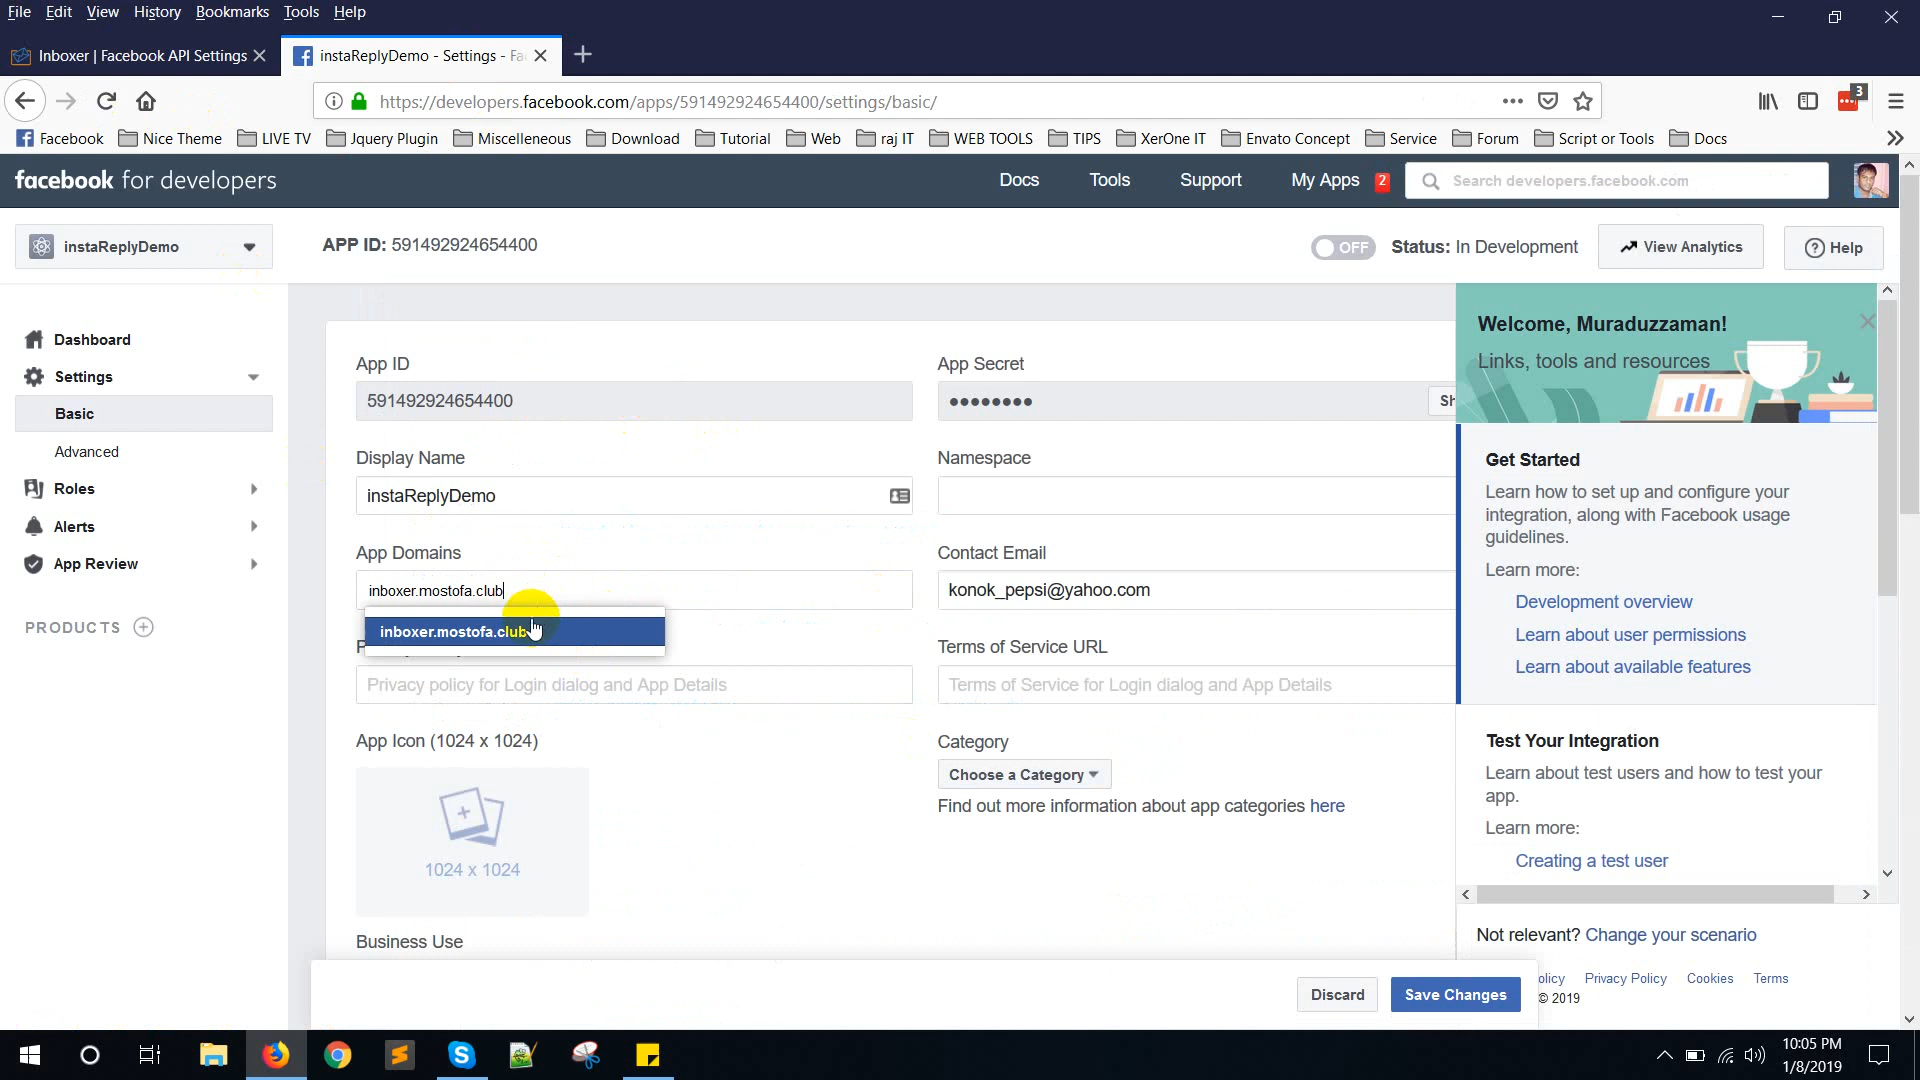 File Edit View History Bookmarks Tools Help
Inboxer | Facebook API Settings
instaReplyDemo - Settings - Fa
https://developers.facebook.com/apps/591492924654400/settings/basic/
3
Facebook Nice Theme LIVE TV Jquery Plugin Miscelleneous Download Tutorial Web raj IT WEB TOOLS TIPS XerOne IT Envato Concept Service Forum Script or Tools Docs
facebook for developers
Docs Tools Support My Apps 2
Search developers.facebook.com
instaReplyDemo
APP ID: 591492924654400
OFF
Status: In Development
View Analytics
Help
Dashboard
Settings
Basic
Advanced
Roles
Alerts
App Review
PRODUCTS
App ID
591492924654400
App Secret
Sh
Display Name
instaReplyDemo
Namespace
App Domains
inboxer.mostofa.club
inboxer.mostofa.club
Contact Email
konok_pepsi@yahoo.com
Privacy policy for Login dialog and App Details
Terms of Service URL
Terms of Service for Login dialog and App Details
App Icon (1024 x 1024)
1024 x 1024
Category
Choose a Category
Find out more information about app categories here
Business Use
Discard
Save Changes
Welcome, Muraduzzaman!
Links, tools and resources
Get Started
Learn how to set up and configure your
integration, along with Facebook usage
guidelines.
Learn more:
Development overview
Learn about user permissions
Learn about available features
Test Your Integration
Learn about test users and how to test your
app.
Learn more:
Creating a test user
Not relevant? Change your scenario
olicy Privacy Policy Cookies Terms
© 2019
10:05 PM
1/8/2019